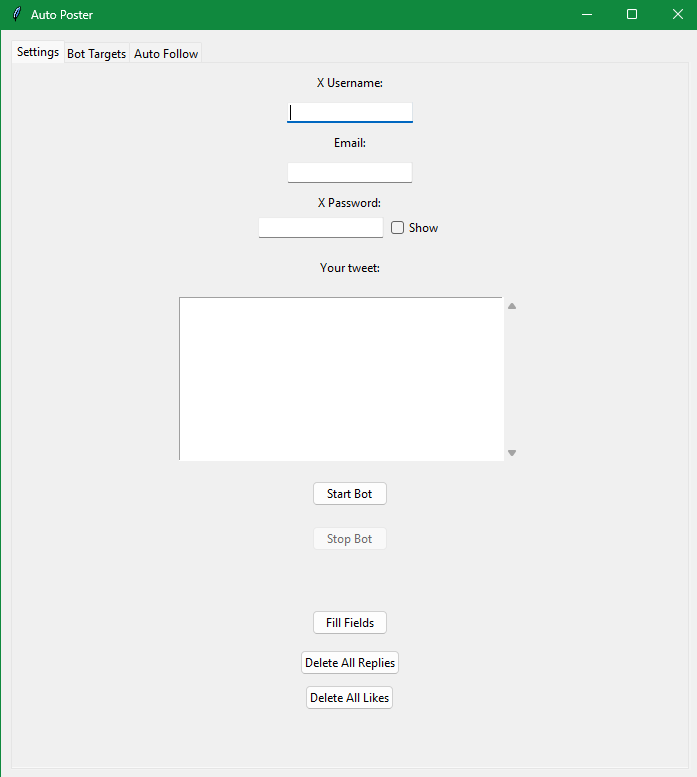 Auto Poster
Settings Bot Targets Auto Follow
X Username:
Email:
X Password:
Show
Your tweet:
Start Bot
Stop Bot
Fill Fields
Delete All Replies
Delete All Likes